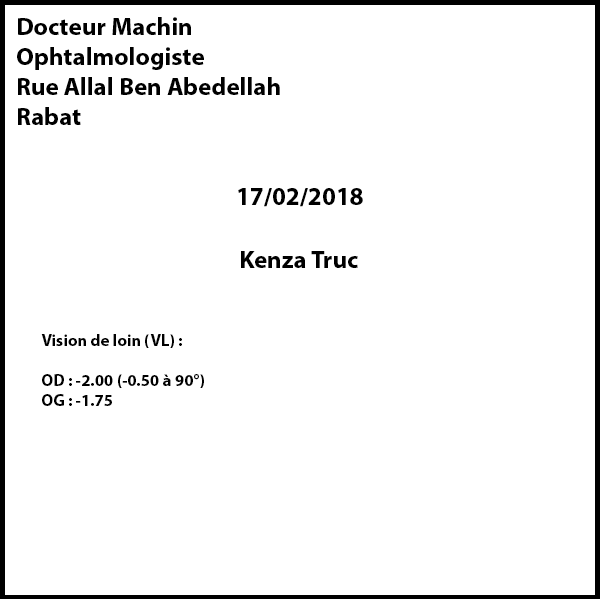 Docteur Machin
Ophtalmologiste
Rue Allal Ben Abedellah
Rabat
17/02/2018
Kenza Truc
Vision de loin (VL) :
OD : -2.00 (-0.50 à 90°)
OG : -1.75